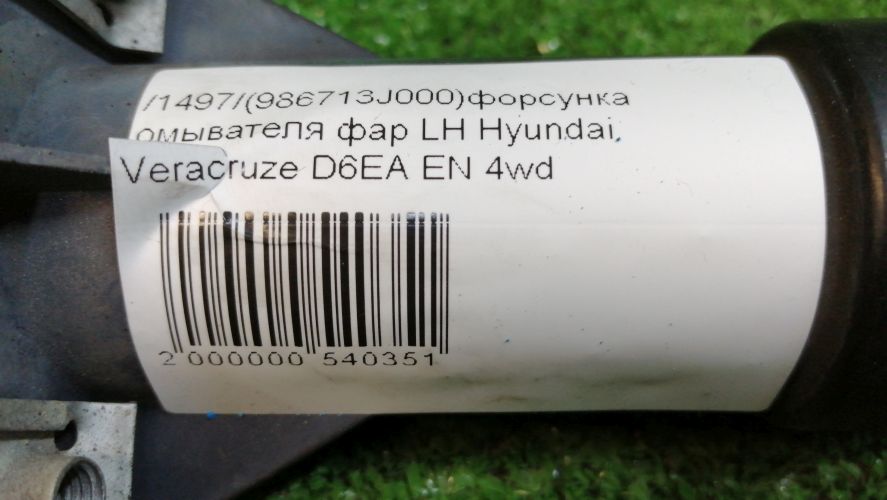 /1497/(986713J000)форсунка
омывателя фар LH Hyundai,
Veracruze D6EA EN 4wd
2 000000 540351